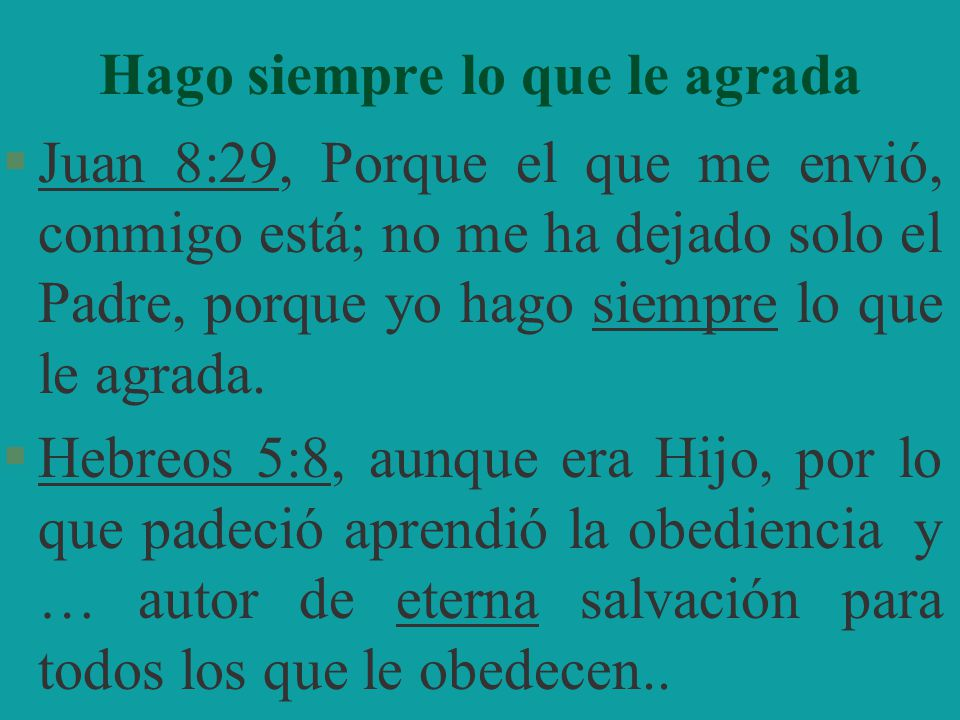 Hago siempre lo que le agrada
Juan 8:29, Porque el que me envió,
conmigo está; no me ha dejado solo el
Padre, porque yo hago siempre lo que
le agrada.
Hebreos 5:8, aunque era Hijo, por lo
que padeció aprendió la obediencia y
… autor de eterna salvación para
todos los que le obedecen..